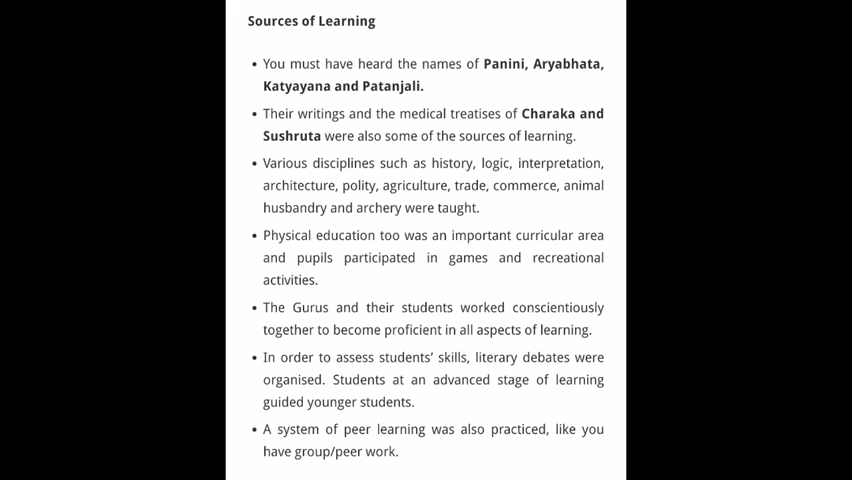 Sources of Learning
• You must have heard the names of Panini, Aryabhata,
Katyayana and Patanjali.
• Their writings and the medical treatises of Charaka and
Sushruta were also some of the sources of learning.
• Various disciplines such as history, logic, interpretation,
architecture, polity, agriculture, trade, commerce, animal
husbandry and archery were taught.
• Physical education too was an important curricular area
and pupils participated in games and recreational
activities.
• The Gurus and their students worked conscientiously
together to become proficient in all aspects of learning.
• In order to assess students’ skills, literary debates were
organised. Students at an advanced stage of learning
guided younger students.
• A system of peer learning was also practiced, like you
have group/peer work.